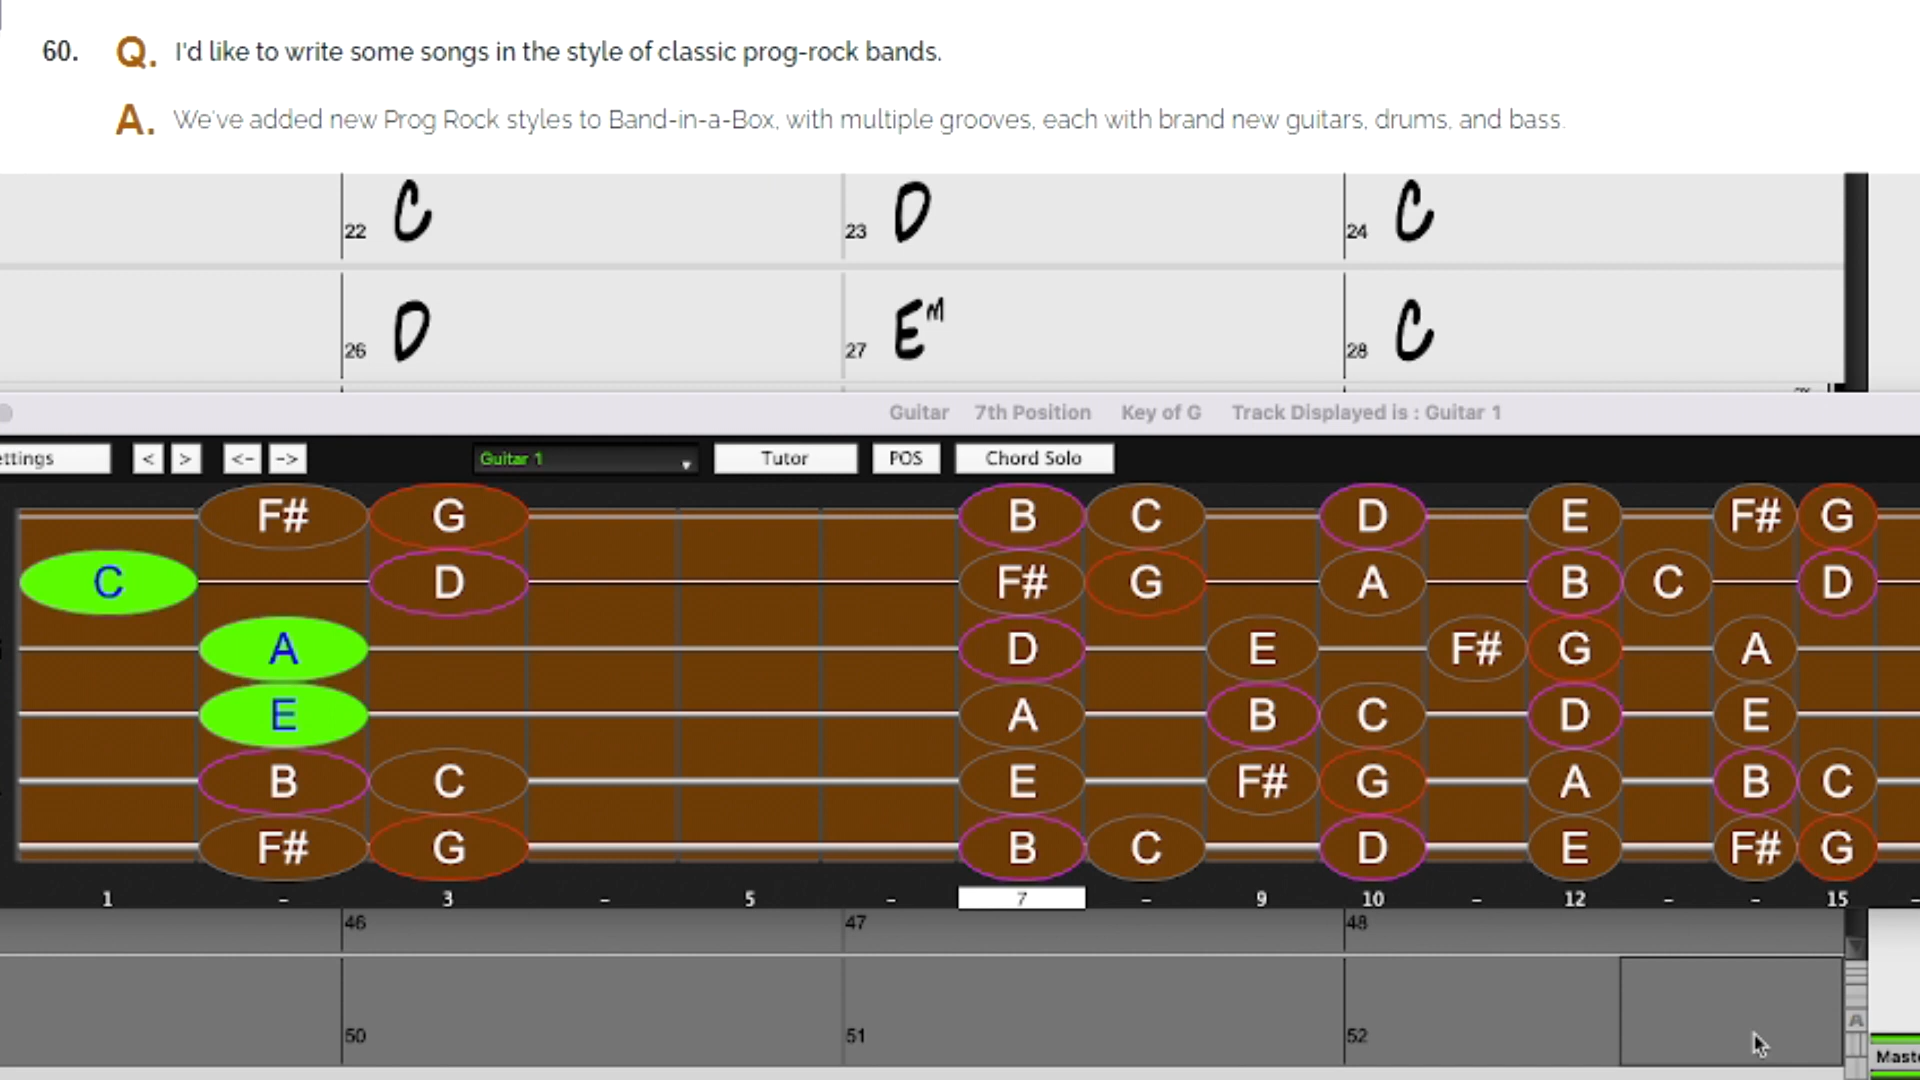 60. Q. I'd like to write some songs in the style of classic prog-rock bands.
A. We've added new Prog Rock styles to Band-in-a-Box, with multiple grooves, each with brand new guitars, drums, and bass.
22 C 23 D 24 C
26 D 27 EM 28 C
Guitar 7th Position Key of G Track Displayed is : Guitar 1
ettings < > <- -> Guitar 1 Tutor POS Chord Solo
F# G B C D E F# G
C D F# G A B C D
A D E F# G A
E A B C D E
B C E F# G A B C
F# G B C D E F# G
1 - 3 - 5 - 7 - 9 10 - 12 - - 15 -
46 47 48
50 51 52 A
Maste